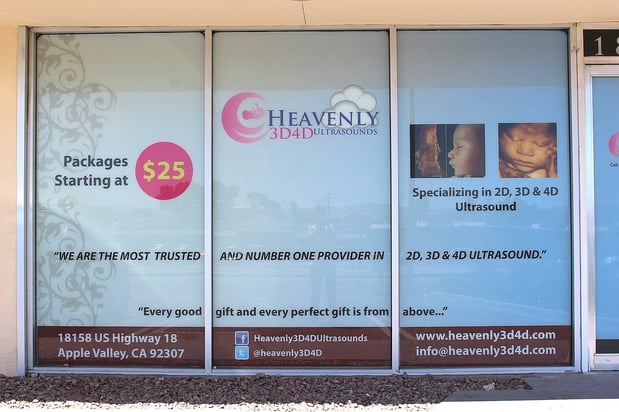 HEAVENLY
3D4D ULTRASOUNDS
Packages
Starting at
$25
Specializing in 2D, 3D & 4D
Ultrasound
"WE ARE THE MOST TRUSTED AND NUMBER ONE PROVIDER IN 2D, 3D & 4D ULTRASOUND."
"Every good gift and every perfect gift is from above..."
18158 US Highway 18
Apple Valley, CA 92307
Heavenly3D4DUltrasounds
@heavenly3D4D
www.heavenly3d4d.com
info@heavenly3d4d.com
18
Call